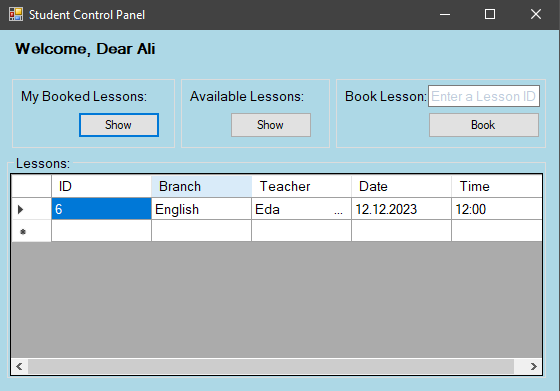 Student Control Panel
Welcome, Dear Ali
My Booked Lessons:
Show
Available Lessons:
Show
Book Lesson: Enter a Lesson ID
Book
Lessons:
ID Branch Teacher Date Time
6 English Eda ... 12.12.2023 12:00